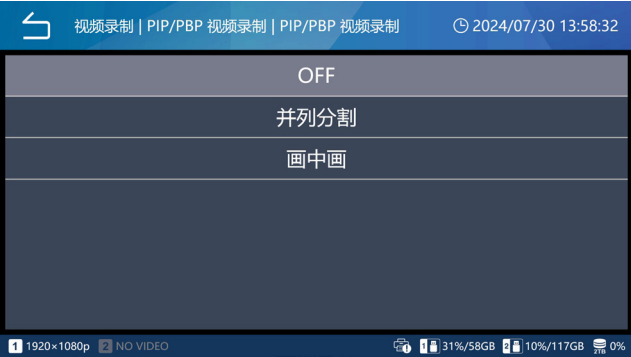 视频录制 | PIP/PBP 视频录制 | PIP/PBP 视频录制 2024/07/30 13:58:32
OFF
并列分割
画中画
1 1920×1080p 2 NO VIDEO 1 31%/58GB 2 10%/117GB 2TB 0%